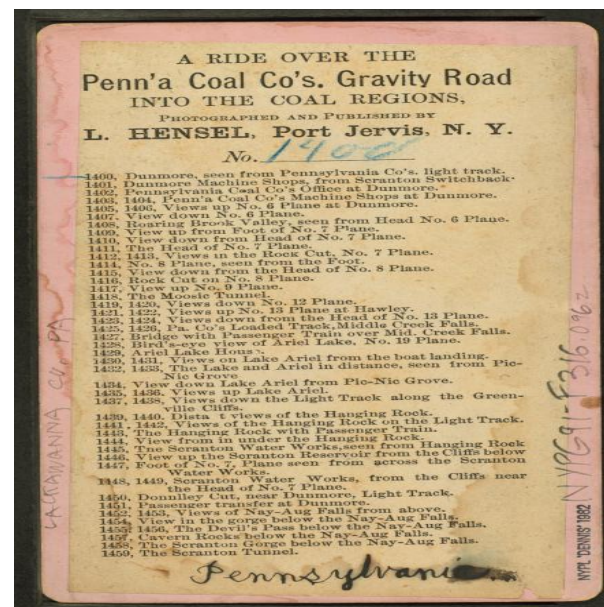 A RIDE OVER THE
Penn'a Coal Co's. Gravity Road
INTO THE COAL REGIONS,
PHOTOGRAPHED AND PUBLISHED BY
L. HENSEL, Port Jervis, N. Y.
No. 1400
1400, Dunmore, seen from Pennsylvania Co's. light track.
1401, Dunmore Machine Shops, from Scranton Switchback.
1402, Pennsylvania Coal Co's Office at Dunmore.
1403, 1404, Penn'a Coal Co's Machine Shops at Dunmore.
1405, 1406, Views up No. 6 Plane at Dunmore.
1407, View down No. 6 Plane.
1408, Roaring Brook Valley, seen from Head No. 6 Plane.
1409, View up from Foot of No. 7 Plane.
1410, View down from Head of No. 7 Plane.
1411, The Head of No. 7 Plane.
1412, 1413, Views in the Rock Cut, No. 7 Plane.
1414, No. 8 Plane, seen from the Foot.
1415, View down from the Head of No. 8 Plane.
1416, Rock Cut on No. 8 Plane.
1417, View up No. 9 Plane.
1418, The Moosic Tunnel.
1419, 1420, Views down No. 12 Plane.
1421, 1422, Views up No. 13 Plane at Hawley.
1423, 1424, Views down from the Head of No. 13 Plane.
1425, 1426, Pa. Co's Loaded Track, Middle Creek Falls.
1427, Bridge with Passenger Train over Mid. Creek Falls.
1428, Bird's-eye view of Ariel Lake, No. 19 Plane.
1429, Ariel Lake House.
1430, 1431, Views on Lake Ariel from the boat landing.
1432, 1433, The Lake and Ariel in distance, seen from Pic-
Nic Grove
1434, View down Lake Ariel from Pic-Nic Grove.
1435, 1436, Views up Lake Ariel.
1437, 1438, Views down the Light Track along the Green-
ville Cliffs.
1439, 1440, Dista t views of the Hanging Rock.
1441, 1442, Views of the Hanging Rock on the Light Track.
1443, The Hanging Rock with Passenger Train.
1444, View from in under the Hanging Rock.
1445, Tne Scranton Water Works, seen from Hanging Rock
1446, View up the Scranton Reservoir from the Cliffs below
1447, Foot of No. 7, Plane seen from across the Scranton
Water Works.
1448, 1449, Scranton Water Works, from the Cliffs near
the Head of No. 7 Plane.
1450, Donnlley Cut, near Dunmore, Light Track.
1451, Passenger transfer at Dunmore.
1452, 1453, Views of Nay-Aug Falls from above.
1454, View in the gorge below the Nay-Aug Falls.
1455, 1456, The Devil's Pass below the Nay-Aug Falls.
1457, Cavern Rocks below the Nay-Aug Falls.
1458, The Scranton Gorge below the Nay-Aug Falls.
1459, The Scranton Tunnel.
Pennsylvania
LACKAWANNA CO, PA
NYPG91-F316.096z
NYPL 'DENNIS' 1882